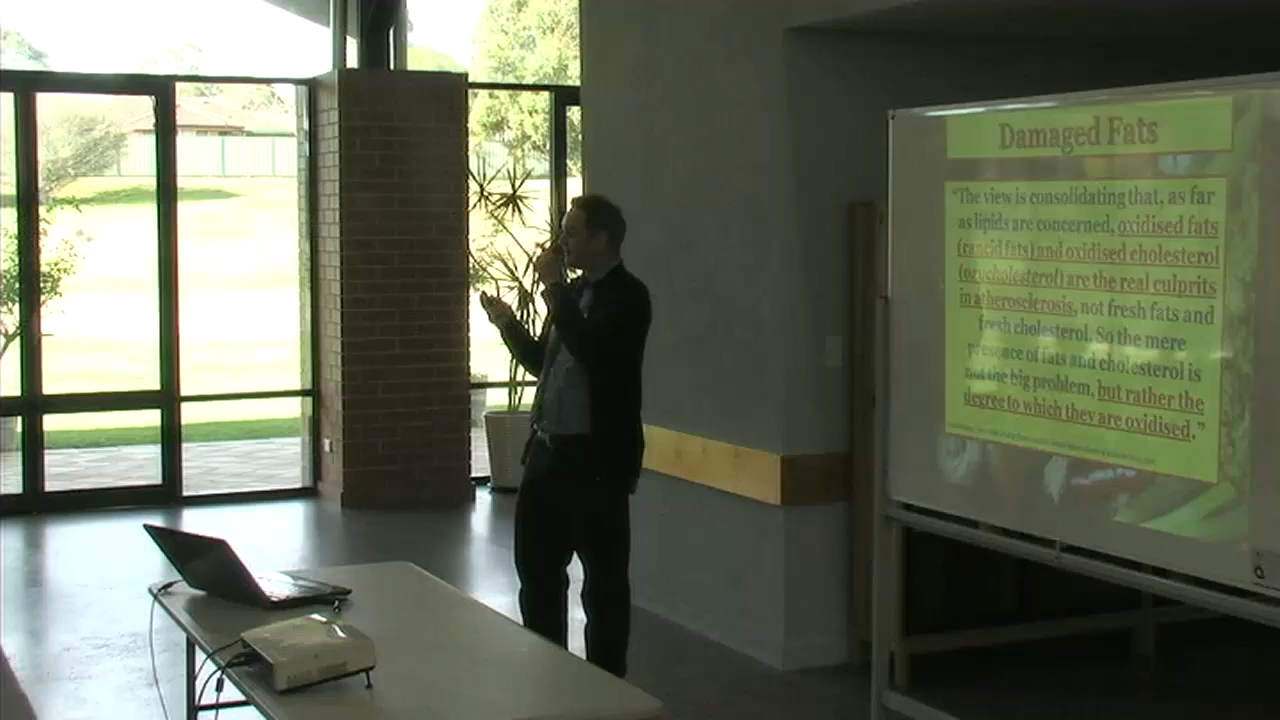 Damaged Fats
"The view is consolidating that, as far
as lipids are concerned, oxidised fats
(rancid fats) and oxidised cholesterol
(oxycholesterol) are the real culprits
in atherosclerosis, not fresh fats and
fresh cholesterol. So the mere
presence of fats and cholesterol is
not the big problem, but rather the
degree to which they are oxidised."